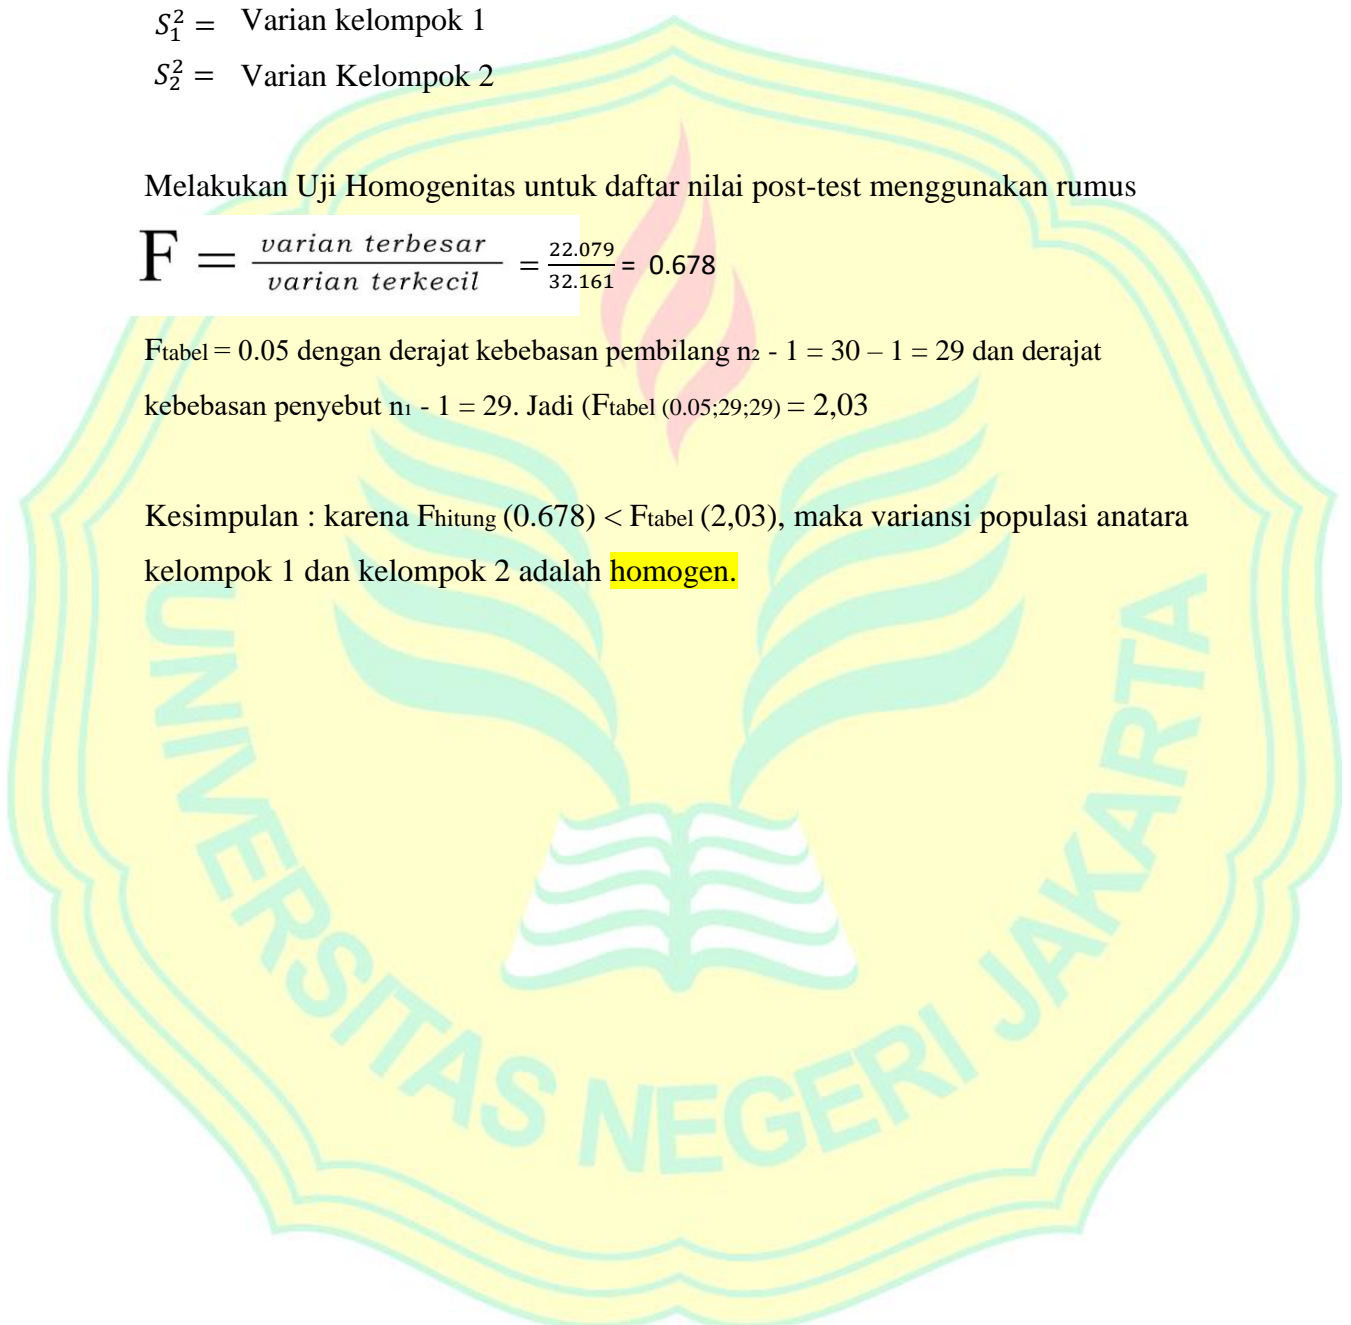 S₁² = Varian kelompok 1
S₂² = Varian Kelompok 2
Melakukan Uji Homogenitas untuk daftar nilai post-test menggunakan rumus
F = varian terbesar / varian terkecil = 22.079 / 32.161 = 0.678
Ftabel = 0.05 dengan derajat kebebasan pembilang n₂ - 1 = 30 – 1 = 29 dan derajat
kebebasan penyebut n₁ - 1 = 29. Jadi (Ftabel (0.05;29;29) = 2,03
Kesimpulan : karena Fhitung (0.678) < Ftabel (2,03), maka variansi populasi anatara
kelompok 1 dan kelompok 2 adalah homogen.
UNIVERSITAS NEGERI JAKARTA